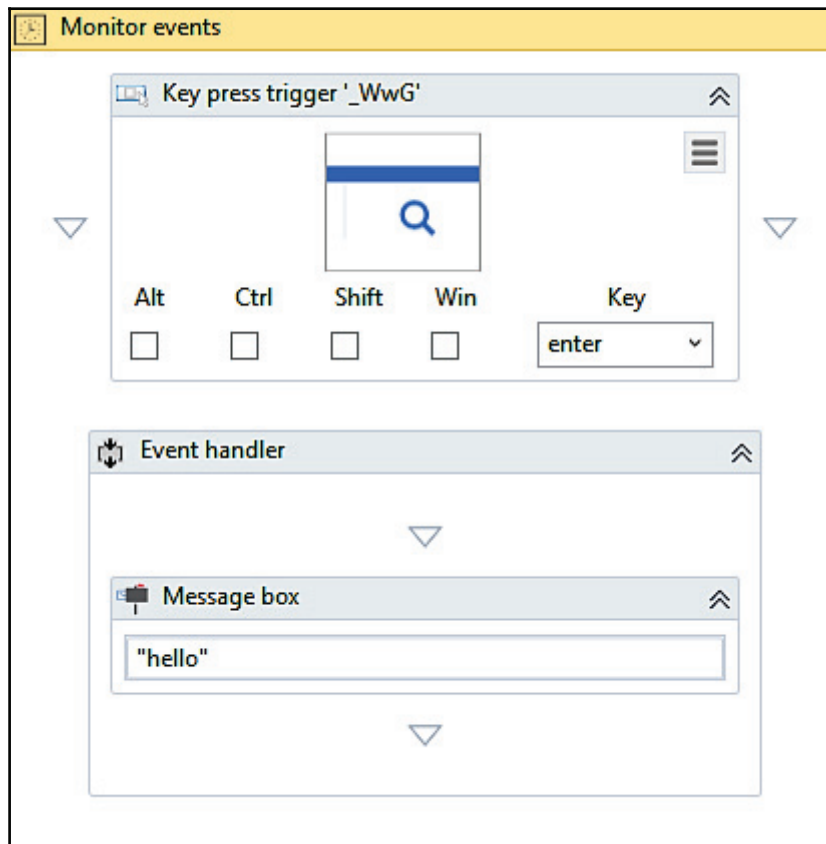 Monitor events
Key press trigger '_WwG'
Alt Ctrl Shift Win Key
enter
Event handler
Message box
"hello"